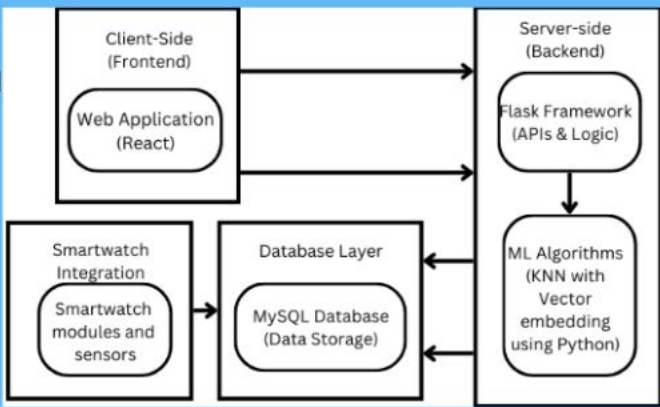 Client-Side
(Frontend)
Web Application
(React)
Server-side
(Backend)
Flask Framework
(APIs & Logic)
ML Algorithms
(KNN with
Vector
embedding
using Python)
Smartwatch
Integration
Smartwatch
modules and
sensors
Database Layer
MySQL Database
(Data Storage)